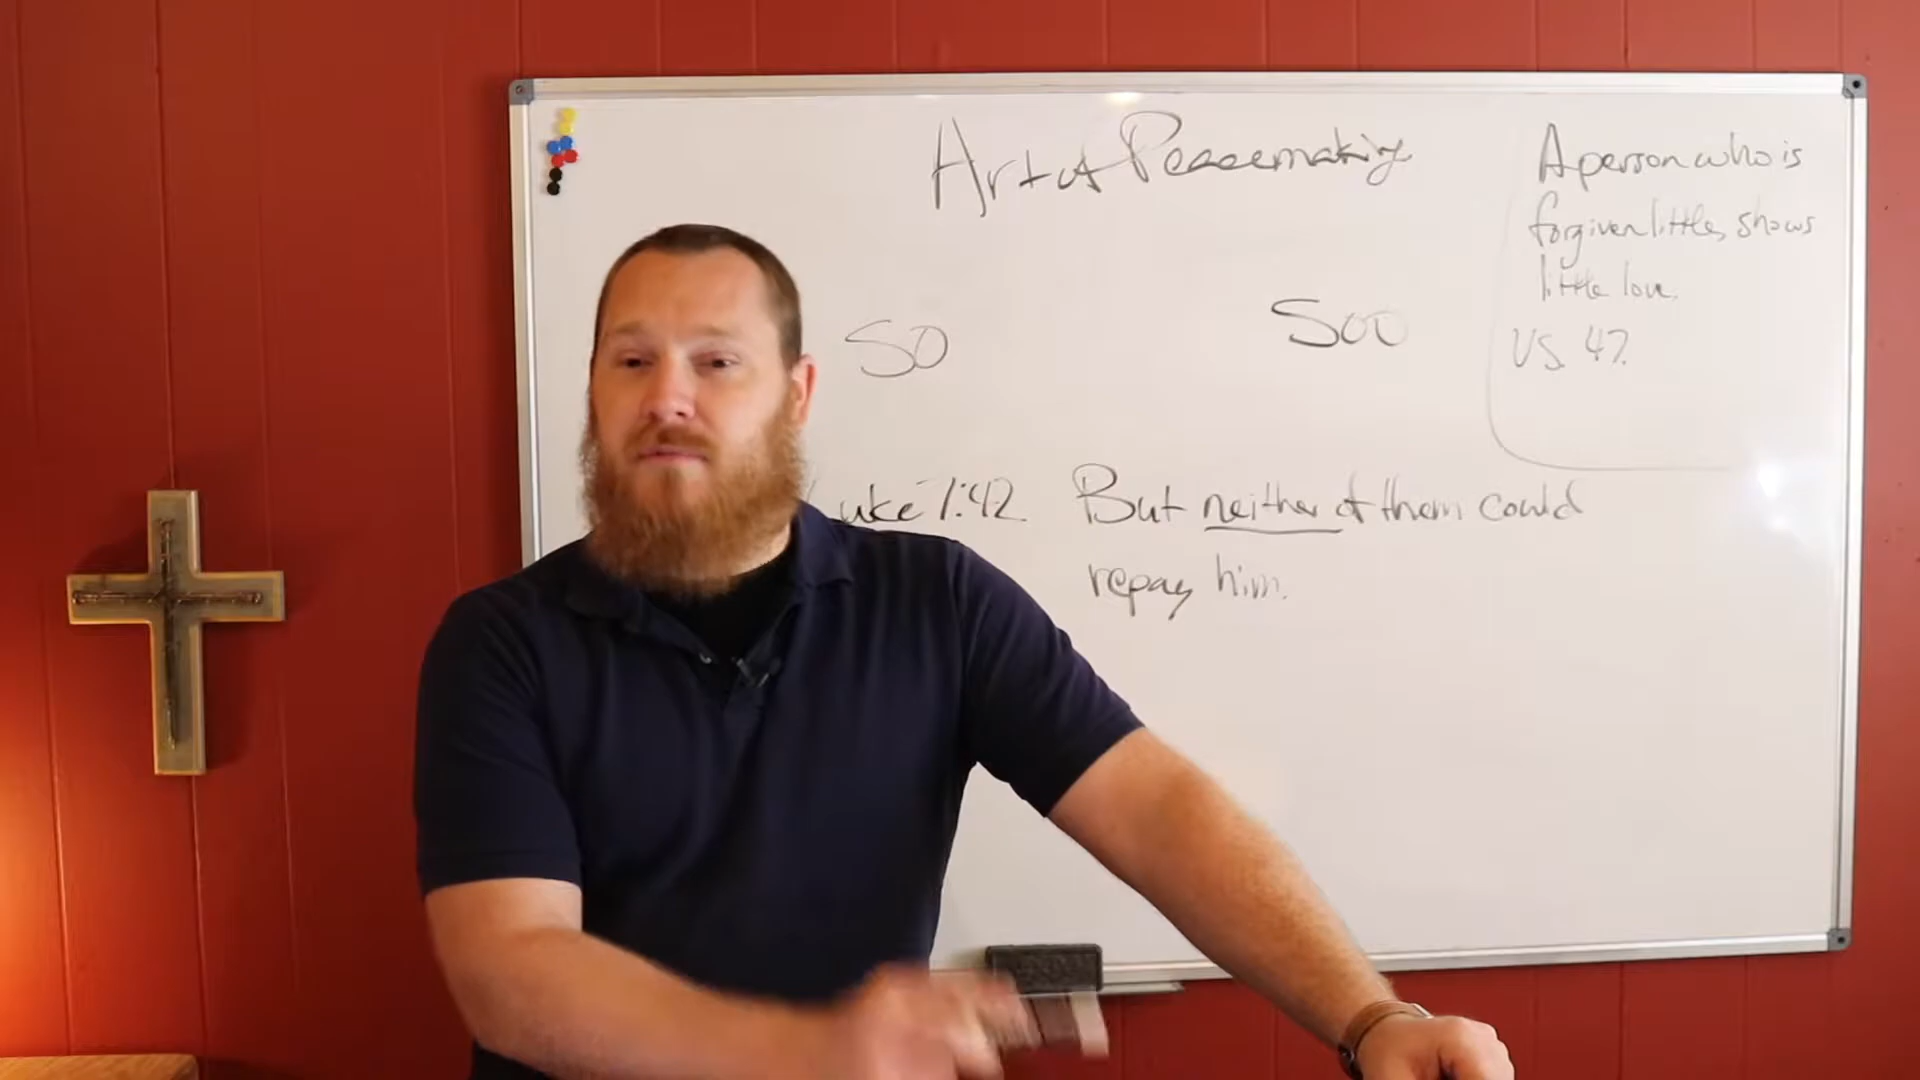 Art of Peacemaking
50
500
A person who is
forgiven little, shows
little love.
VS. 47.
uke 7:42 But neither of them could
repay him.